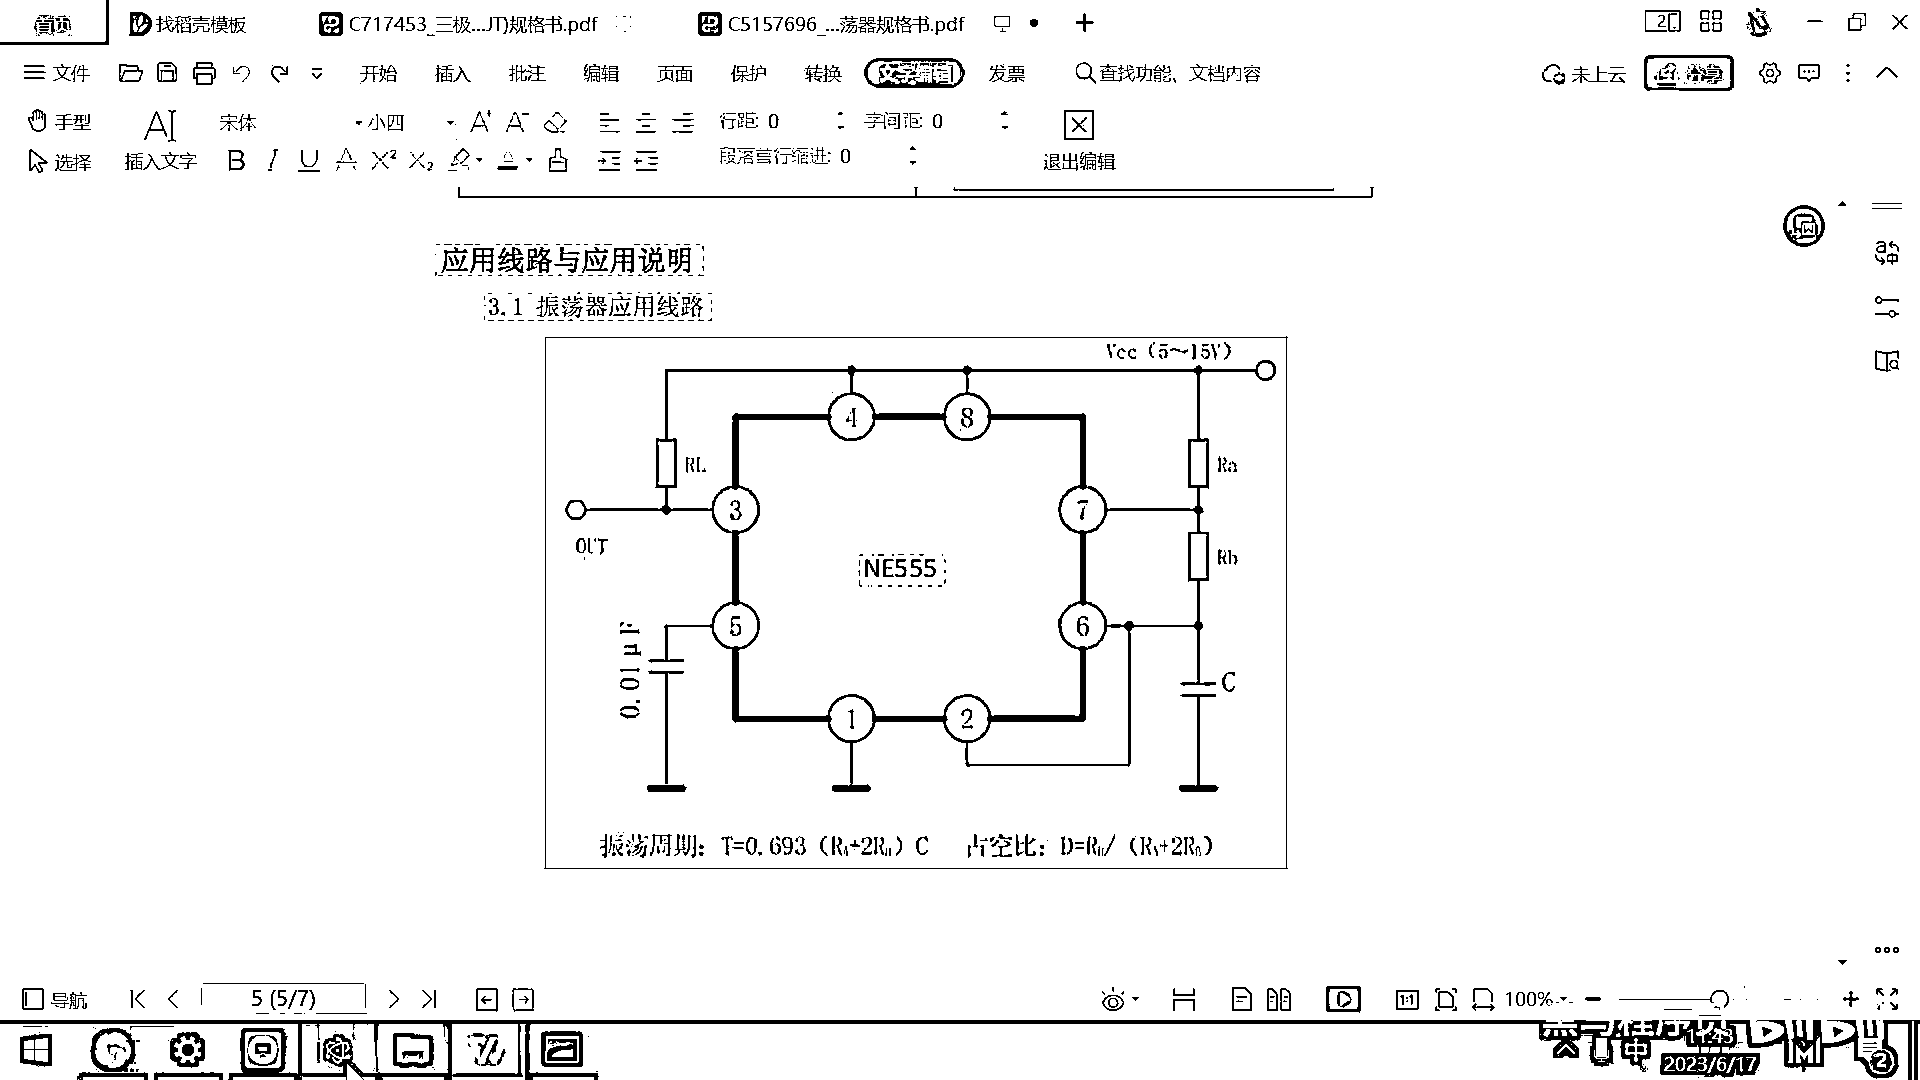 首页 找稻壳模板 C717453_三极...JT)规格书.pdf C5157696_...荡器规格书.pdf
文件 开始 插入 批注 编辑 页面 保护 转换 文字编辑 发票 查找功能、文档内容 未上云 分享
手型 宋体 小四 A+ A- 行距: 0 字间距: 0
选择 插入文字 B I U A X² X₂ 段落首行缩进: 0 退出编辑
应用线路与应用说明
3.1 振荡器应用线路
Vcc (5~15V)
4 8
RL Ra
3 7
OUT Rb
NE555
5 6
0.01μF
C
1 2
振荡周期: T=0.693 (RA+2RB) C 占空比: D=RB/ (RA+2RB)
导航 5 (5/7) 1:1 100%
中 14:43
2023/6/17 2